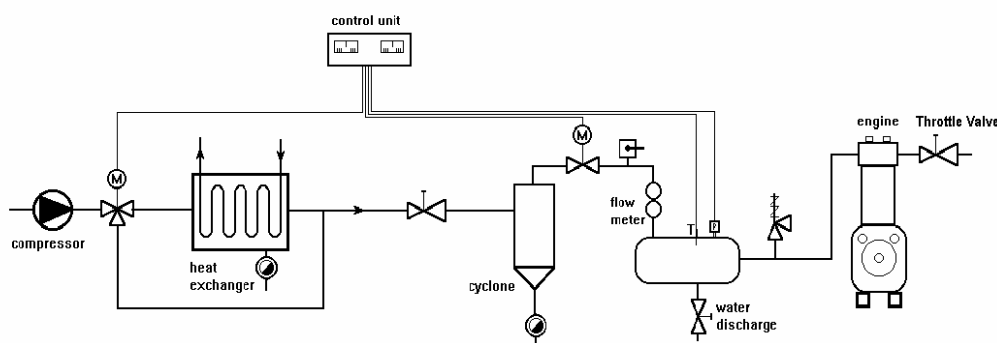 control unit
engine
Throttle Valve
M
M
compressor
flow
meter
T
P
heat
exchanger
cyclone
water
discharge